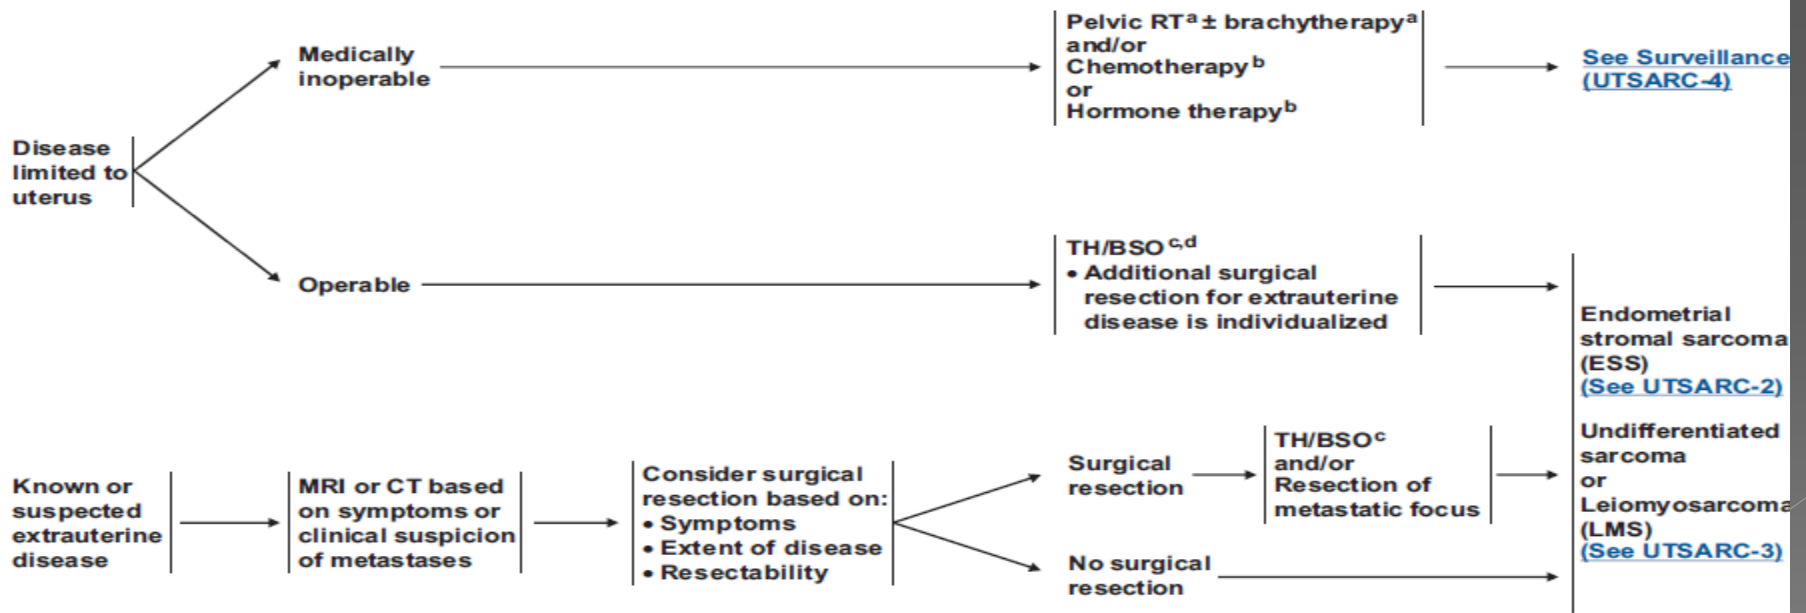 Disease
limited to
uterus
Medically
inoperable
Pelvic RTᵃ ± brachytherapyᵃ
and/or
Chemotherapyᵇ
or
Hormone therapyᵇ
See Surveillance
(UTSARC-4)
Operable
TH/BSOᶜ,ᵈ
• Additional surgical
resection for extrauterine
disease is individualized
Known or
suspected
extrauterine
disease
MRI or CT based
on symptoms or
clinical suspicion
of metastases
Consider surgical
resection based on:
• Symptoms
• Extent of disease
• Resectability
Surgical
resection
TH/BSOᶜ
and/or
Resection of
metastatic focus
No surgical
resection
Endometrial
stromal sarcoma
(ESS)
(See UTSARC-2)
Undifferentiated
sarcoma
or
Leiomyosarcoma
(LMS)
(See UTSARC-3)